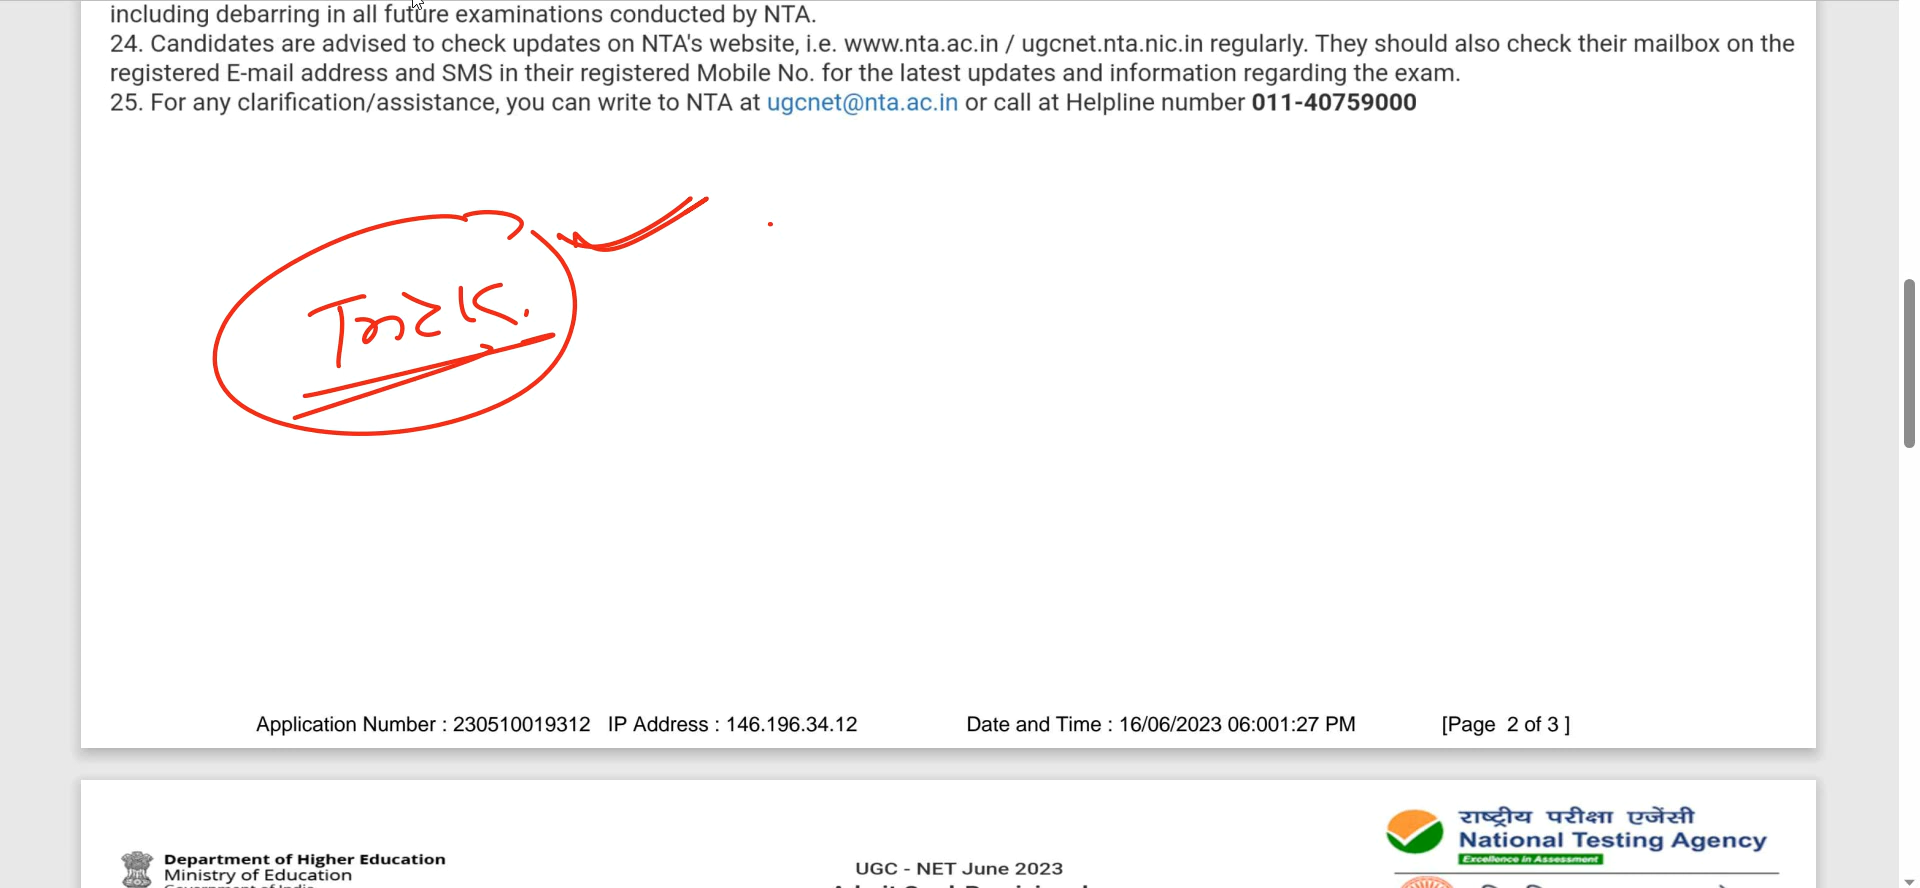 including debarring in all future examinations conducted by NTA.
24. Candidates are advised to check updates on NTA's website, i.e. www.nta.ac.in / ugcnet.nta.nic.in regularly. They should also check their mailbox on the
registered E-mail address and SMS in their registered Mobile No. for the latest updates and information regarding the exam.
25. For any clarification/assistance, you can write to NTA at ugcnet@nta.ac.in or call at Helpline number 011-40759000
Application Number : 230510019312 IP Address : 146.196.34.12 Date and Time : 16/06/2023 06:001:27 PM [Page 2 of 3 ]
राष्ट्रीय परीक्षा एजेंसी
National Testing Agency
Excellence in Assessment
Department of Higher Education
Ministry of Education
Government of India
UGC - NET June 2023